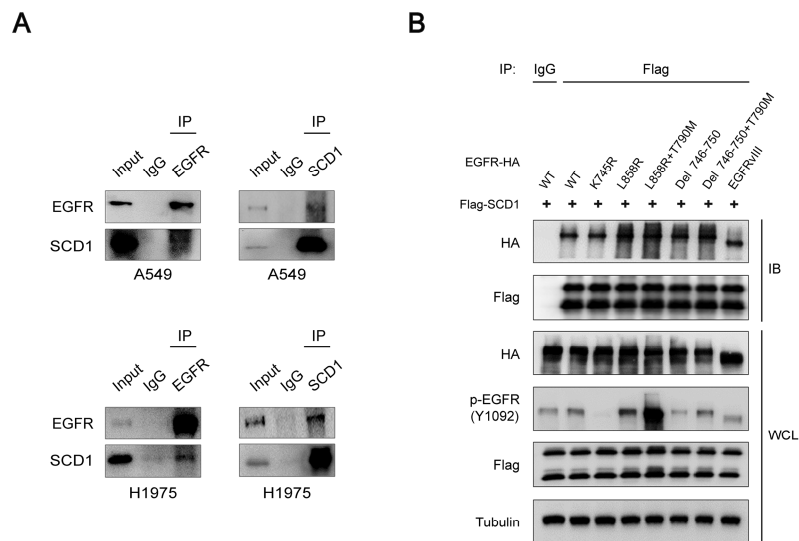 A
IP
Input IgG EGFR
EGFR
SCD1
A549
IP
Input IgG SCD1
A549
IP
Input IgG EGFR
EGFR
SCD1
H1975
IP
Input IgG SCD1
H1975
B
IP: IgG Flag
EGFR-HA WT WT K745R L858R L858R+T790M Del 746-750 Del 746-750+T790M EGFRvIII
Flag-SCD1 + + + + + + + +
HA
Flag
IB
HA
p-EGFR
(Y1092)
Flag
Tubulin
WCL